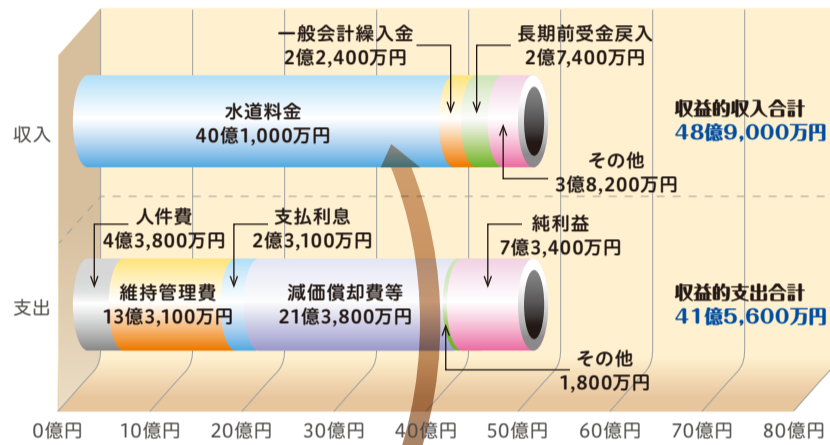 一般会計繰入金
2億2,400万円
長期前受金戻入
2億7,400万円
収入
水道料金
40億1,000万円
収益的収入合計
48億9,000万円
その他
3億8,200万円
人件費
4億3,800万円
支払利息
2億3,100万円
純利益
7億3,400万円
支出
維持管理費
13億3,100万円
減価償却費等
21億3,800万円
収益的支出合計
41億5,600万円
その他
1,800万円
0億円 10億円 20億円 30億円 40億円 50億円 60億円 70億円 80億円